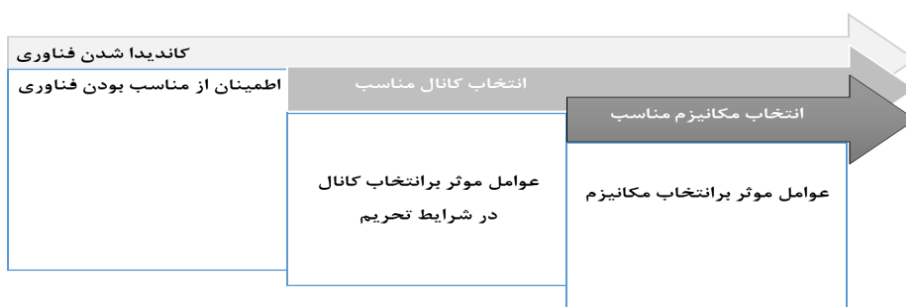 کاندیدا شدن فناوری
اطمینان از مناسب بودن فناوری
انتخاب کانال مناسب
عوامل موثر برانتخاب کانال
در شرایط تحریم
انتخاب مکانیزم مناسب
عوامل موثر برانتخاب مکانیزم